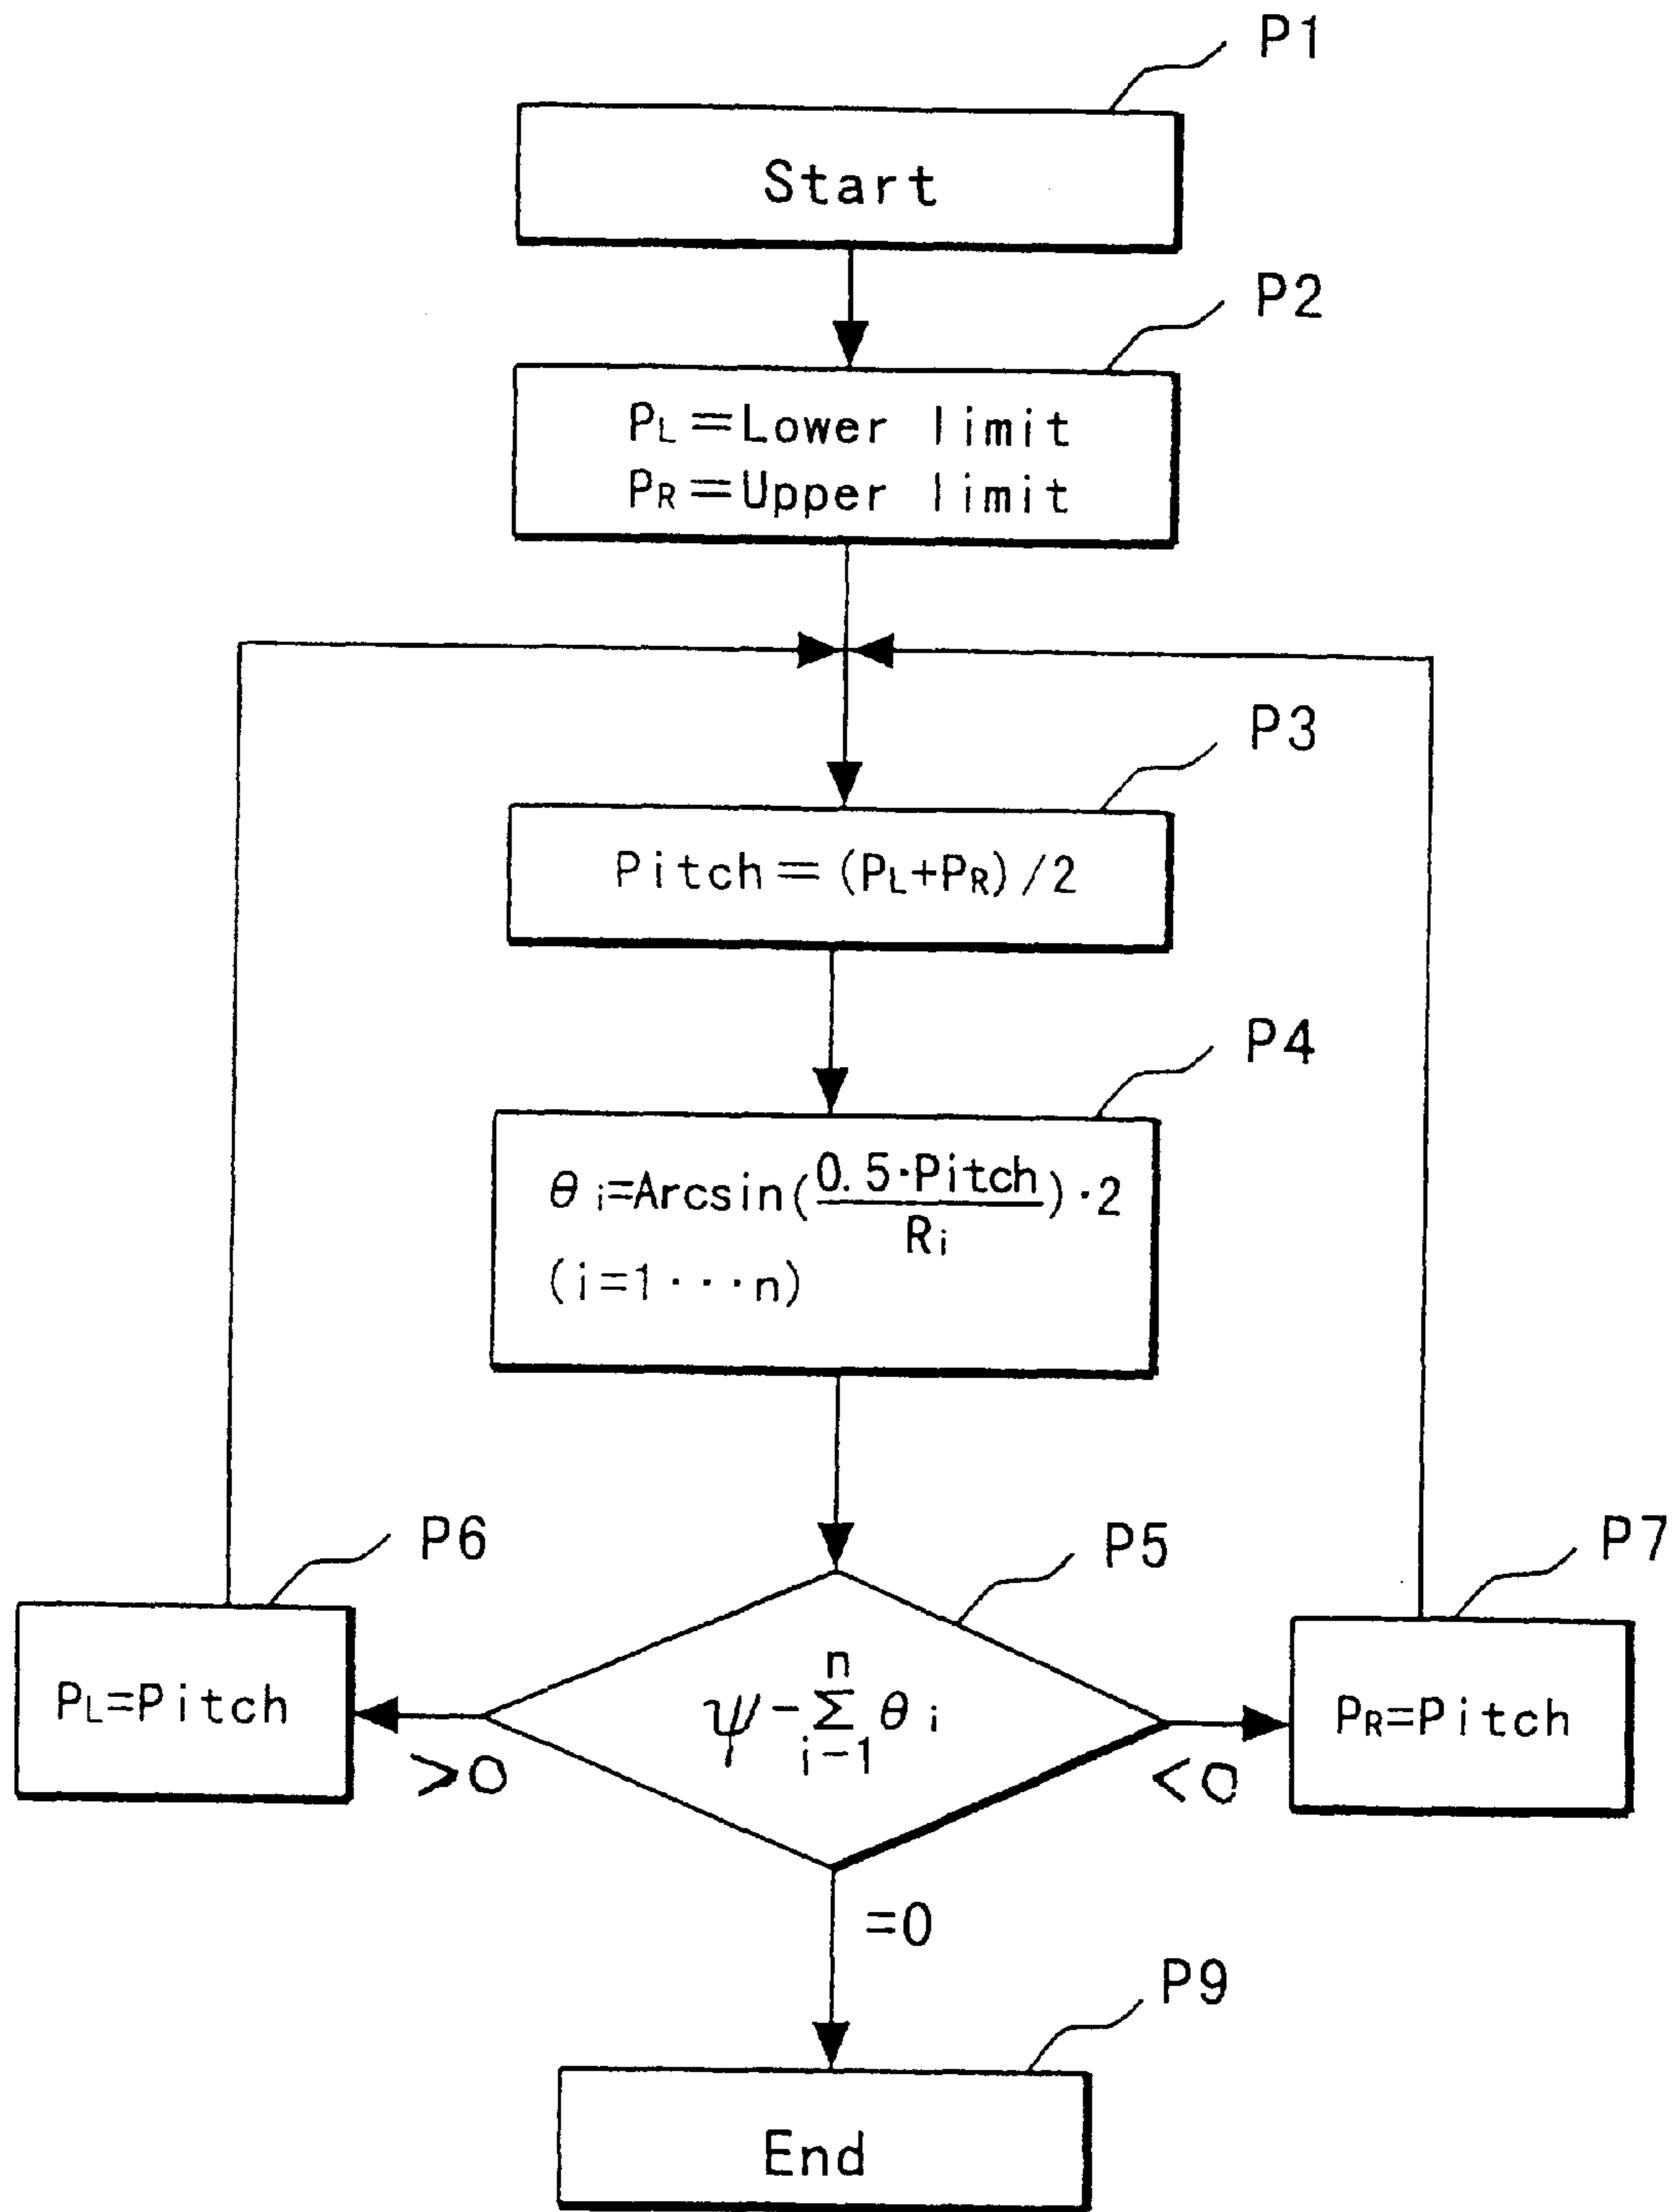 P1
Start
P2
PL=Lower limit
PR=Upper limit
P3
Pitch=(PL+PR)/2
P4
θi=Arcsin(0.5·Pitch/Ri)·2
(i=1···n)
P6
P5
P7
PL=Pitch
ψ-∑ n i-1 θi
PR=Pitch
>0
<0
=0
P9
End